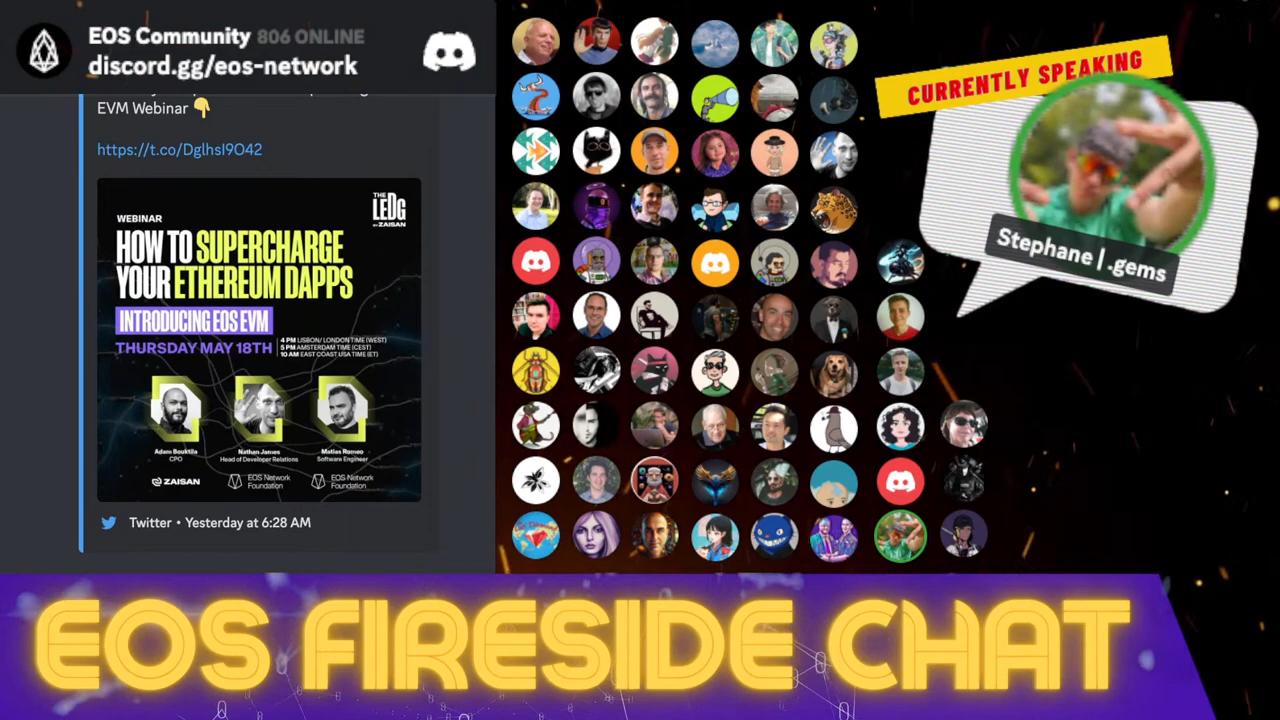 EOS Community 806 ONLINE
discord.gg/eos-network
EVM Webinar 👇
https://t.co/DglhsI9O42
THE
LEDG
BY ZAISAN
WEBINAR
HOW TO SUPERCHARGE
YOUR ETHEREUM DAPPS
INTRODUCING EOS EVM
THURSDAY MAY 18TH
4 PM LISBON/ LONDON TIME (WEST)
5 PM AMSTERDAM TIME (CEST)
10 AM EAST COAST USA TIME (ET)
Adam Bouktila
CPO
Nathan James
Head of Developer Relations
Matias Romeo
Software Engineer
ZAISAN
EOS Network
Foundation
EOS Network
Foundation
Twitter • Yesterday at 6:28 AM
CURRENTLY SPEAKING
Stephane | .gems
EOS FIRESIDE CHAT